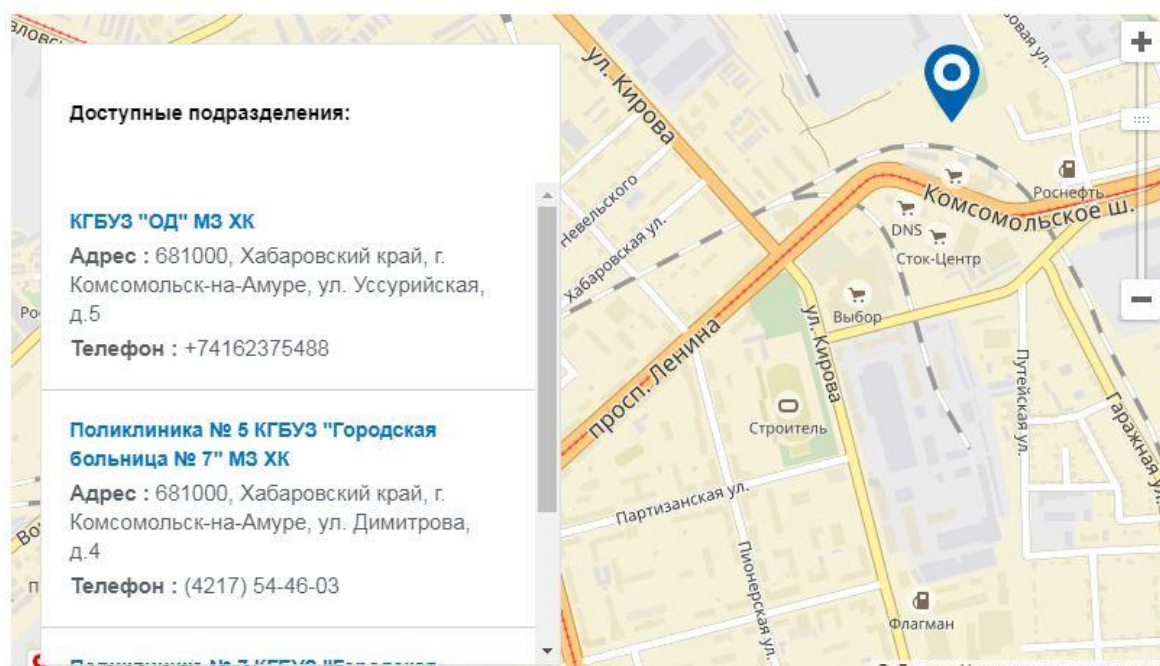 Доступные подразделения:
КГБУЗ "ОД" МЗ ХК
Адрес : 681000, Хабаровский край, г.
Комсомольск-на-Амуре, ул. Уссурийская,
д.5
Телефон : +74162375488
Поликлиника № 5 КГБУЗ "Городская
больница № 7" МЗ ХК
Адрес : 681000, Хабаровский край, г.
Комсомольск-на-Амуре, ул. Димитрова,
д.4
Телефон : (4217) 54-46-03
ул. Кирова
Невельского
Хабаровская ул.
просп. Ленина
Роснефть
Комсомольское ш.
DNS
Сток-Центр
Выбор
ул. Кирова
Строитель
Путейская ул.
Гаражная ул.
Партизанская ул.
Пионерская ул.
Флагман